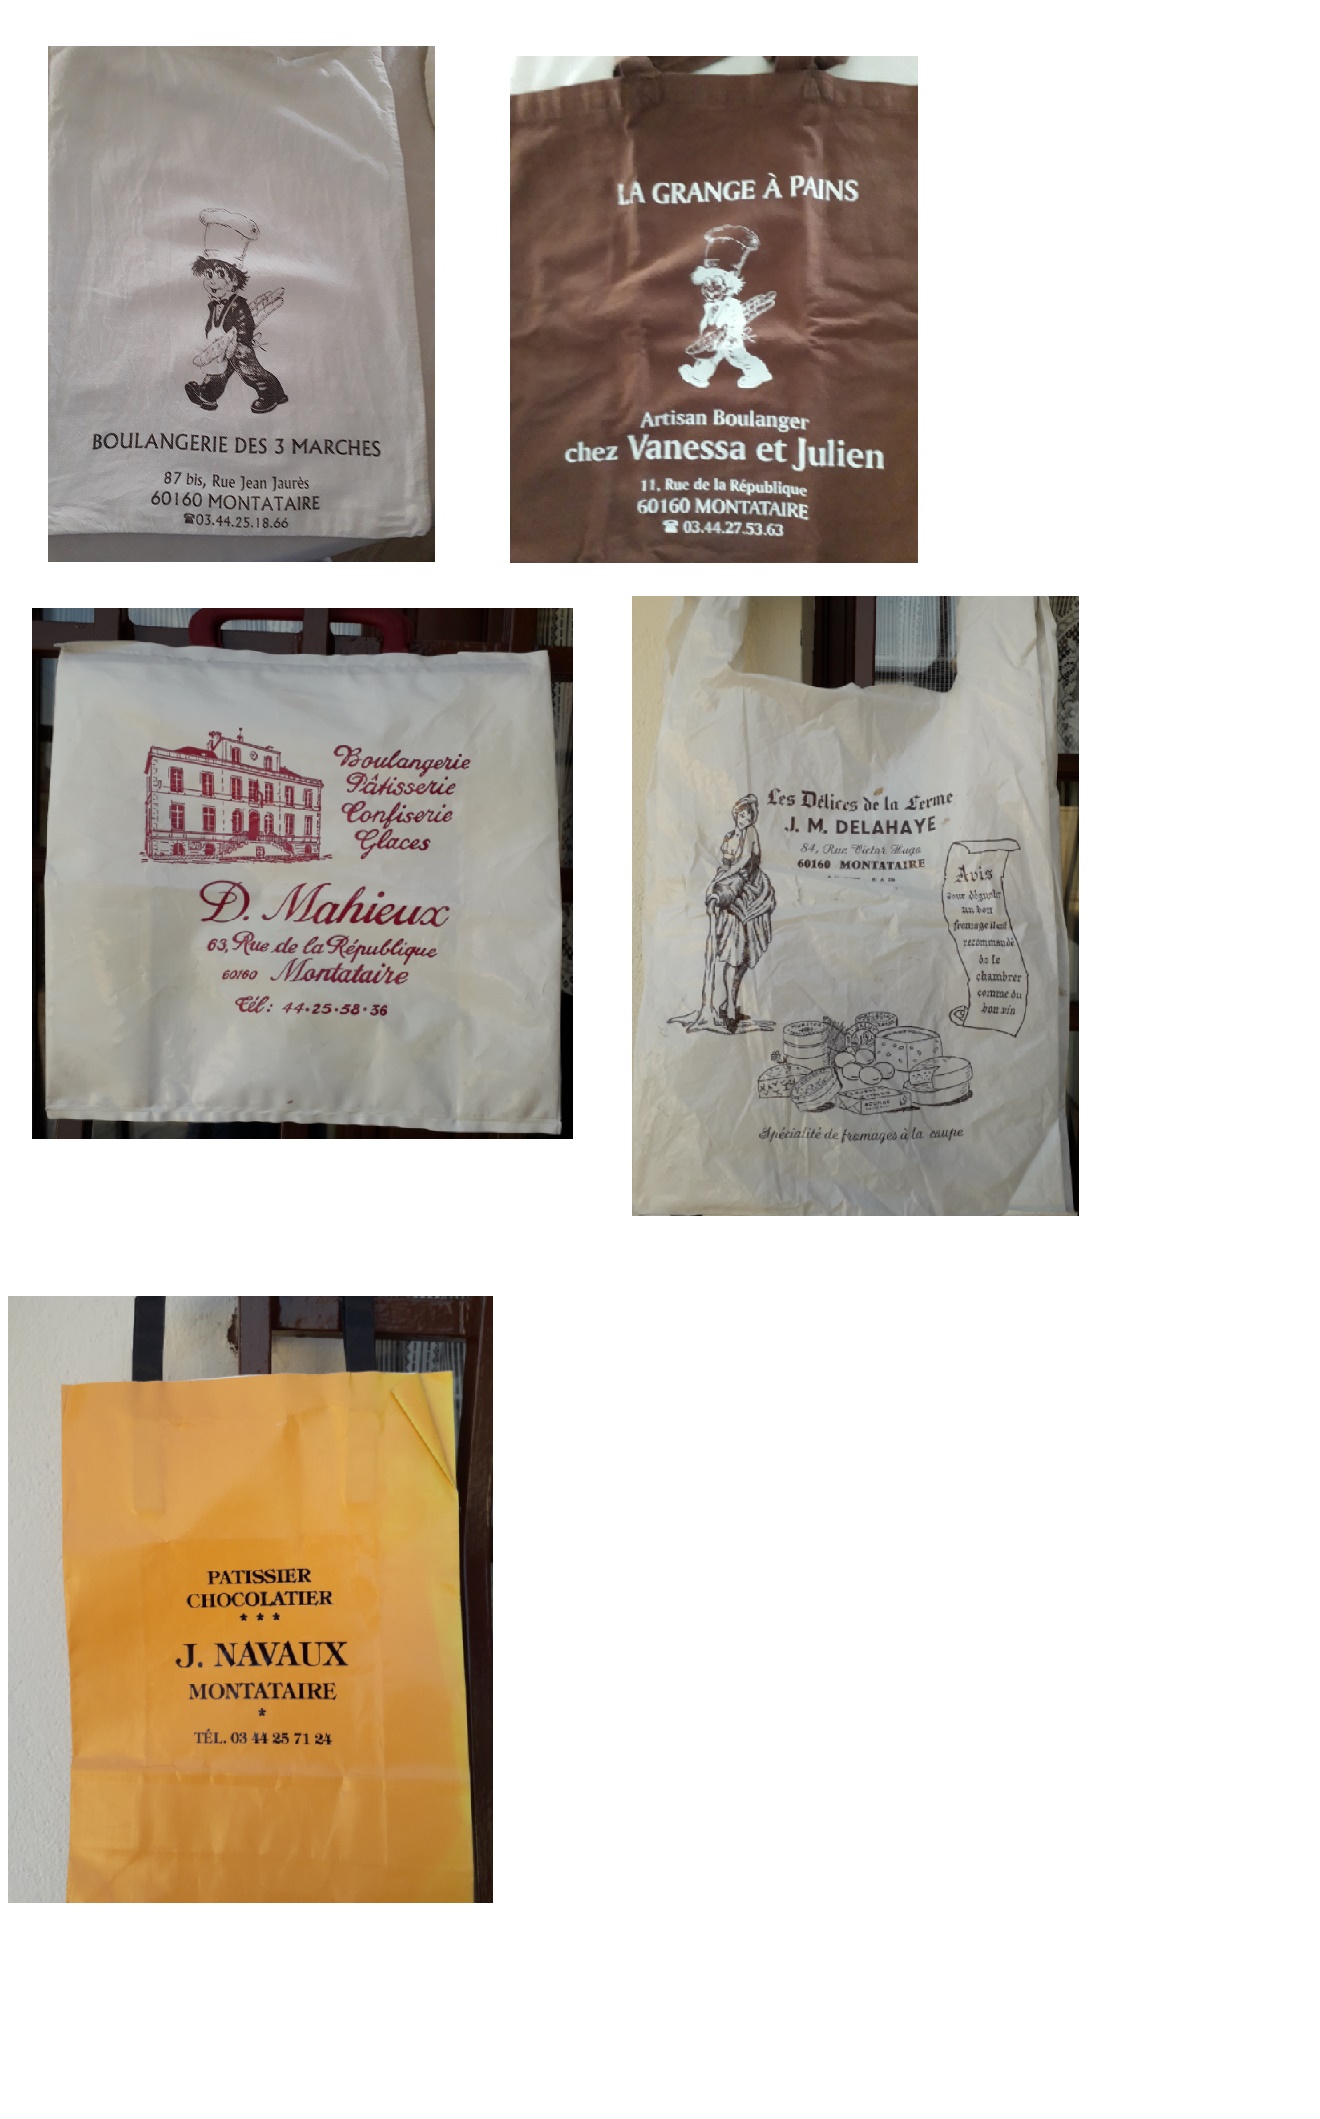 BOULANGERIE DES 3 MARCHES
87 bis, Rue Jean Jaurès
60160 MONTATAIRE
☎03.44.25.18.66
LA GRANGE À PAINS
Artisan Boulanger
chez Vanessa et Julien
11, Rue de la République
60160 MONTATAIRE
☎ 03.44.27.53.63
Boulangerie
Pâtisserie
Confiserie
Glaces
D. Mahieux
63, Rue de la République
60160 Montataire
Tél: 44·25·58·36
Les Délices de la Ferme
J. M. DELAHAYE
84, Rue Victor Hugo
60160 MONTATAIRE
Avis
pour déguster
un bon
fromage il est
recommandé
de le
chambrer
comme du
bon vin
Spécialité de fromages à la coupe
PATISSIER
CHOCOLATIER
* * *
J. NAVAUX
MONTATAIRE
*
TÉL. 03 44 25 71 24